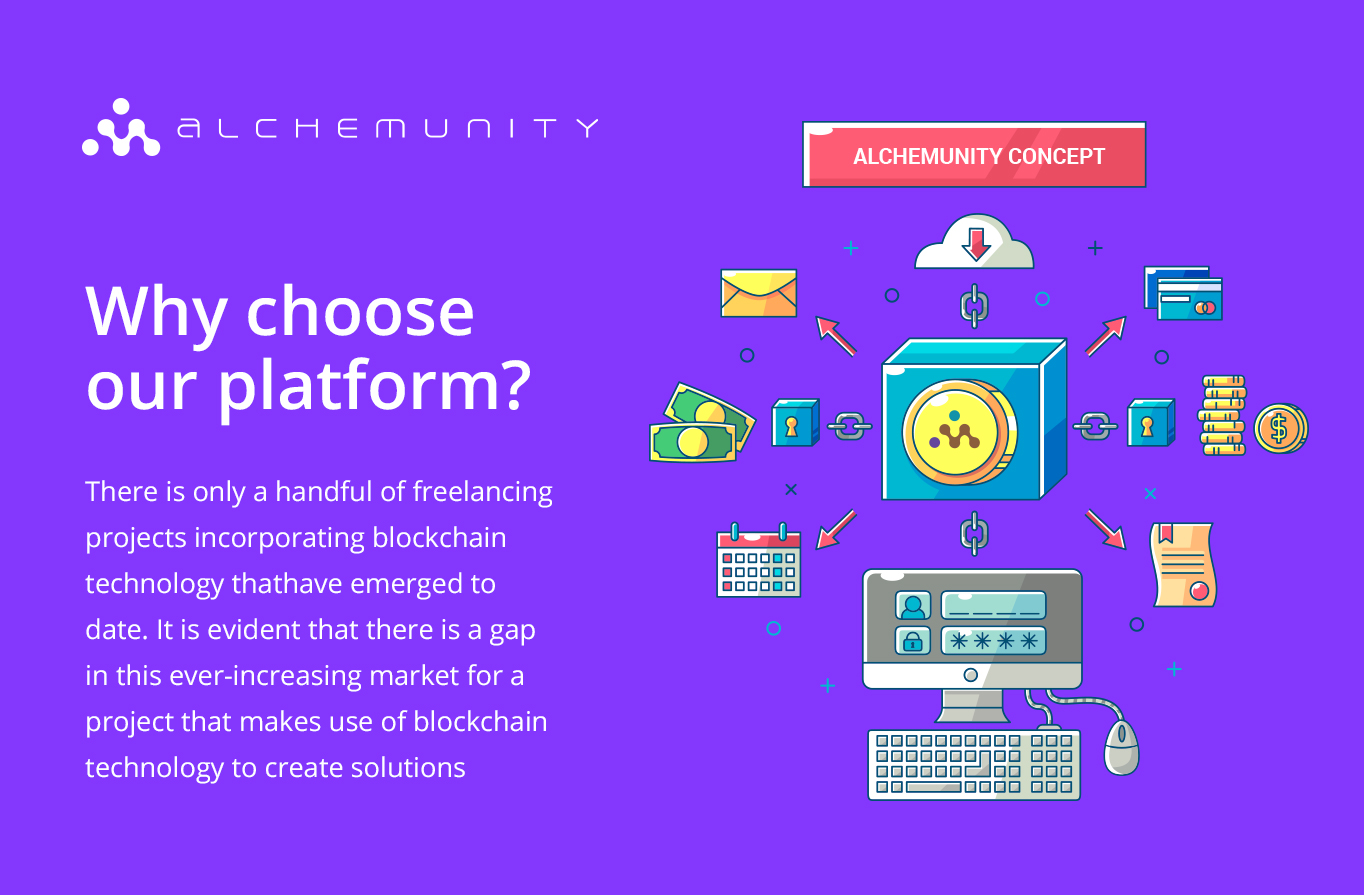 ALCHEMUNITY
ALCHEMUNITY CONCEPT
Why choose
our platform?
There is only a handful of freelancing
projects incorporating blockchain
technology thathave emerged to
date. It is evident that there is a gap
in this ever-increasing market for a
project that makes use of blockchain
technology to create solutions
$
****